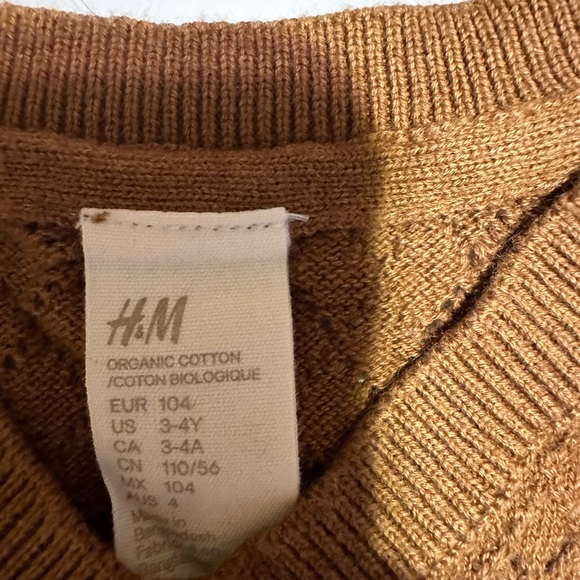 H&M
ORGANIC COTTON
/COTON BIOLOGIQUE
EUR 104
US 3-4Y
CA 3-4A
CN 110/56
MX 104
AUS 4
Made in
Bangladesh